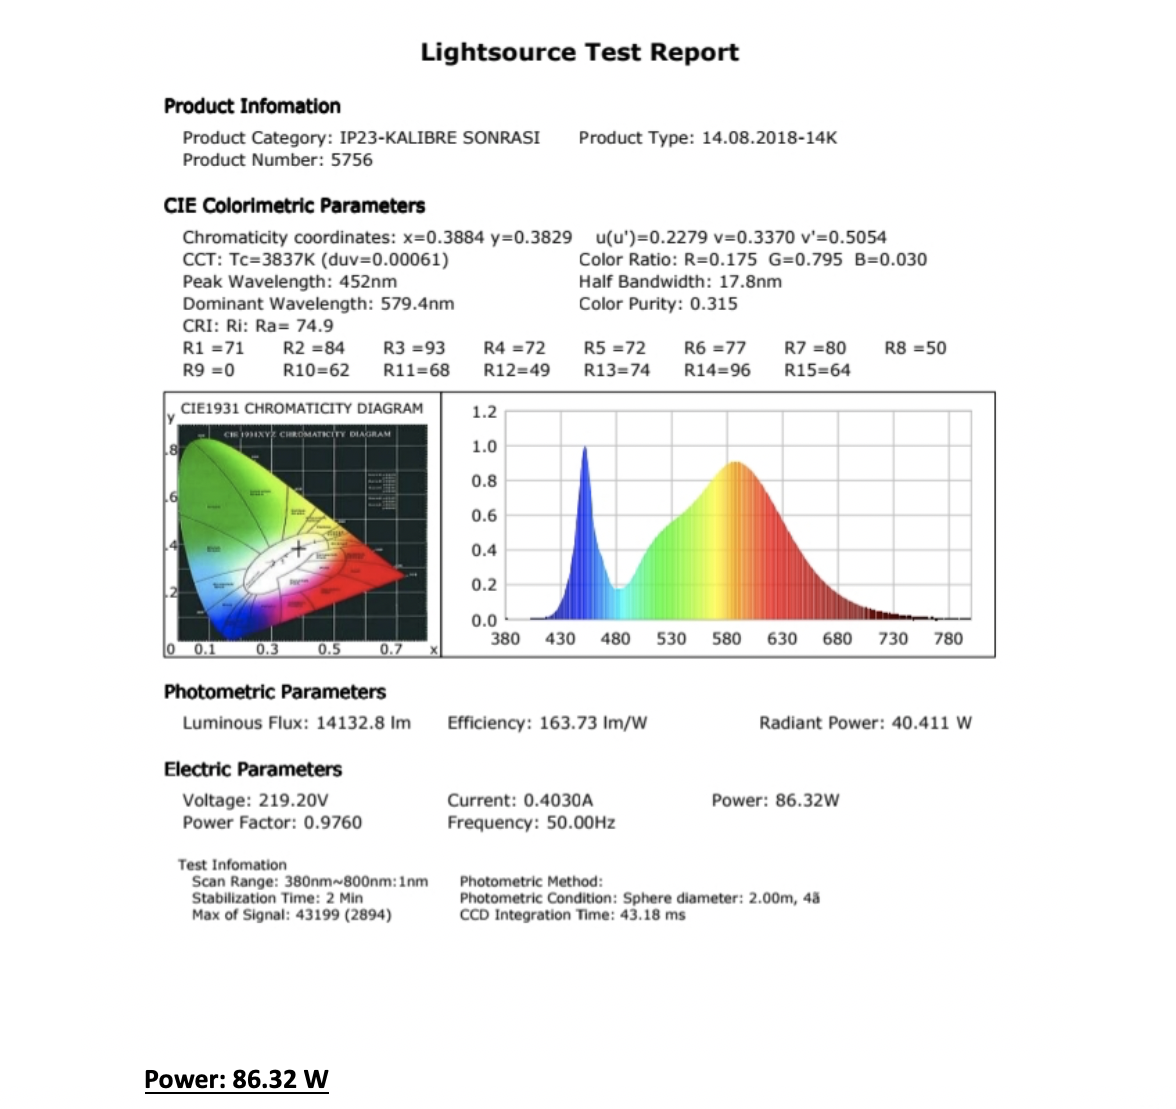 Lightsource Test Report
Product Infomation
Product Category: IP23-KALIBRE SONRASI Product Type: 14.08.2018-14K
Product Number: 5756
CIE Colorimetric Parameters
Chromaticity coordinates: x=0.3884 y=0.3829 u(u')=0.2279 v=0.3370 v'=0.5054
CCT: Tc=3837K (duv=0.00061) Color Ratio: R=0.175 G=0.795 B=0.030
Peak Wavelength: 452nm Half Bandwidth: 17.8nm
Dominant Wavelength: 579.4nm Color Purity: 0.315
CRI: Ri: Ra= 74.9
R1 =71 R2 =84 R3 =93 R4 =72 R5 =72 R6 =77 R7 =80 R8 =50
R9 =0 R10=62 R11=68 R12=49 R13=74 R14=96 R15=64
CIE1931 CHROMATICITY DIAGRAM
y
CIE 1931XYZ CHROMATICITY DIAGRAM
.8
.6
.4
.2
0 0.1 0.3 0.5 0.7 x
1.2
1.0
0.8
0.6
0.4
0.2
0.0
380 430 480 530 580 630 680 730 780
Photometric Parameters
Luminous Flux: 14132.8 lm Efficiency: 163.73 lm/W Radiant Power: 40.411 W
Electric Parameters
Voltage: 219.20V Current: 0.4030A Power: 86.32W
Power Factor: 0.9760 Frequency: 50.00Hz
Test Infomation
Scan Range: 380nm~800nm:1nm Photometric Method:
Stabilization Time: 2 Min Photometric Condition: Sphere diameter: 2.00m, 4ã
Max of Signal: 43199 (2894) CCD Integration Time: 43.18 ms
Power: 86.32 W